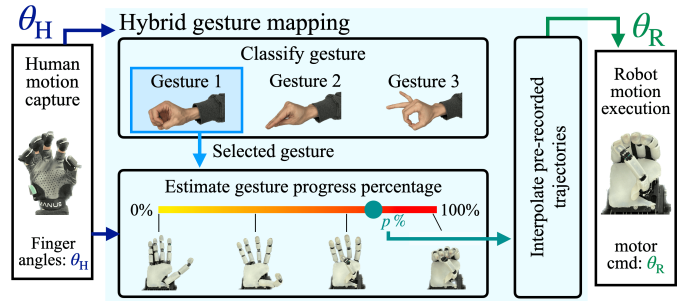 θH
Hybrid gesture mapping
θR
Human
motion
capture
MANUS
Finger
angles: θH
Classify gesture
Gesture 1
Gesture 2
Gesture 3
Selected gesture
Estimate gesture progress percentage
0%
100%
p %
Interpolate pre-recorded
trajectories
Robot
motion
execution
motor
cmd: θR